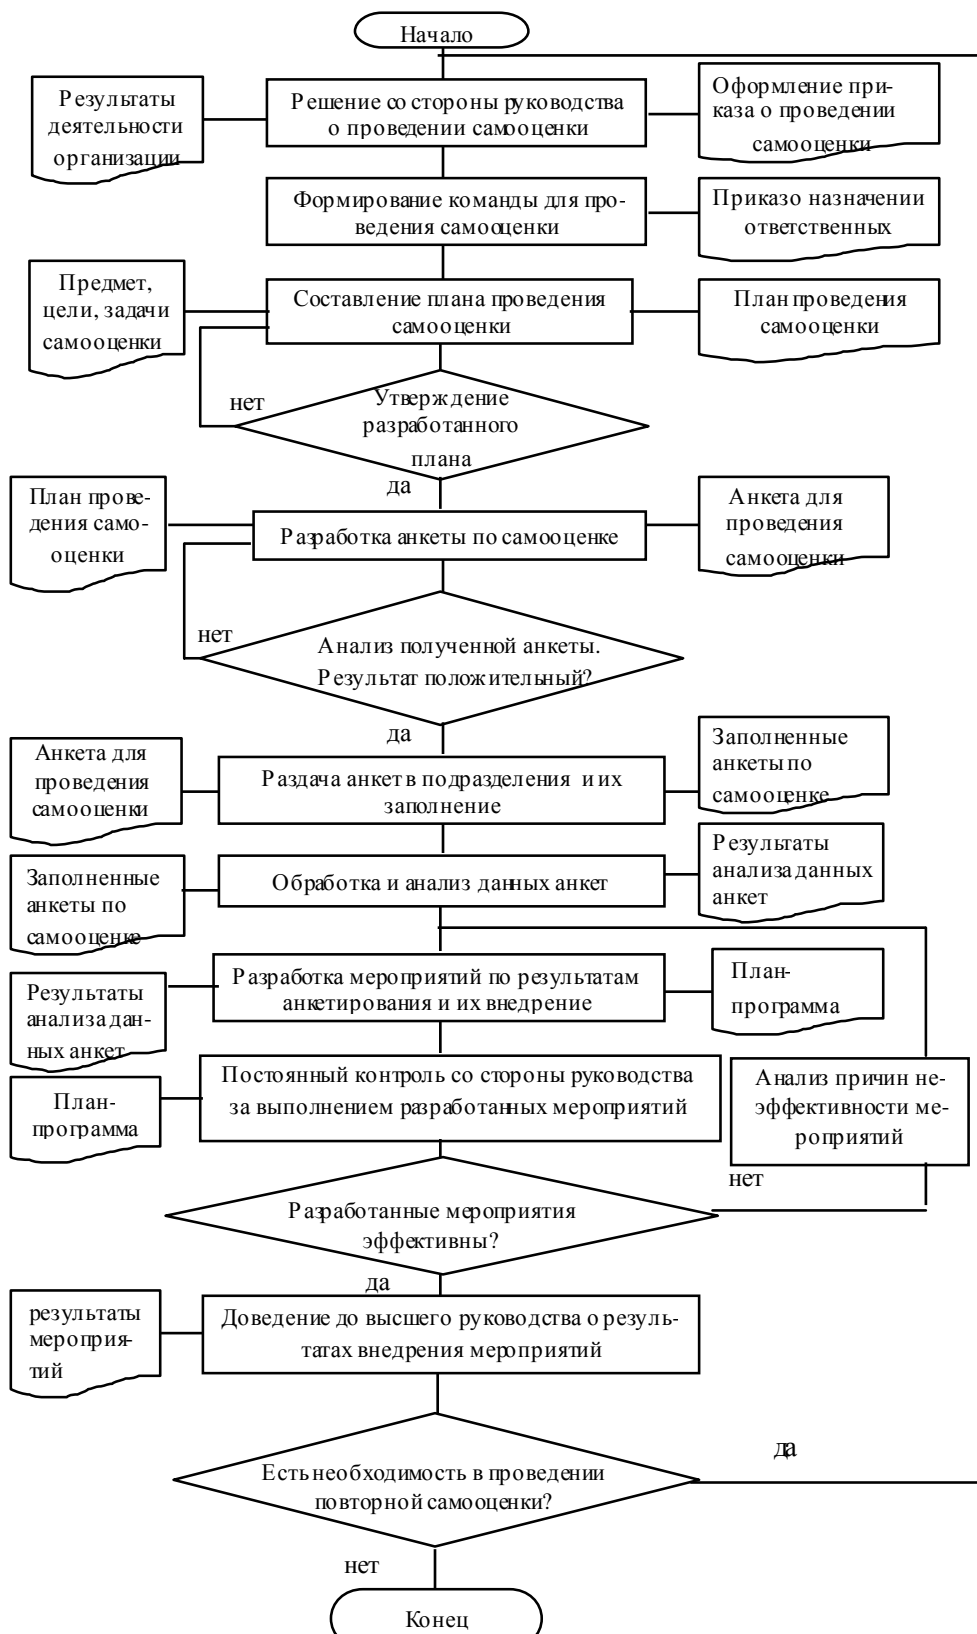 Начало
Результаты
деятельности
организации
Решение со стороны руководства
о проведении самооценки
Оформление при-
каза о проведении
самооценки
Формирование команды для про-
ведения самооценки
Приказо назначении
ответственных
Предмет,
цели, задачи
самооценки
Составление плана проведения
самооценки
План проведения
самооценки
нет
Утверждение
разработанного
плана
да
План прове-
дения само-
оценки
Разработка анкеты по самооценке
Анкета для
проведения
самооценки
нет
Анализ полученной анкеты.
Результат положительный?
да
Анкета для
проведения
самооценки
Раздача анкет в подразделения и их
заполнение
Заполненные
анкеты по
самооценке
Заполненные
анкеты по
самооценке
Обработка и анализ данных анкет
Результаты
анализа данных
анкет
Результаты
анализа дан-
ных анкет
Разработка мероприятий по результатам
анкетирования и их внедрение
План-
программа
План-
программа
Постоянный контроль со стороны руководства
за выполнением разработанных мероприятий
Анализ причин не-
эффективности ме-
роприятий
нет
Разработанные мероприятия
эффективны?
да
результаты
мероприя-
тий
Доведение до высшего руководства о резуль-
татах внедрения мероприятий
да
Есть необходимость в проведении
повторной самооценки?
нет
Конец